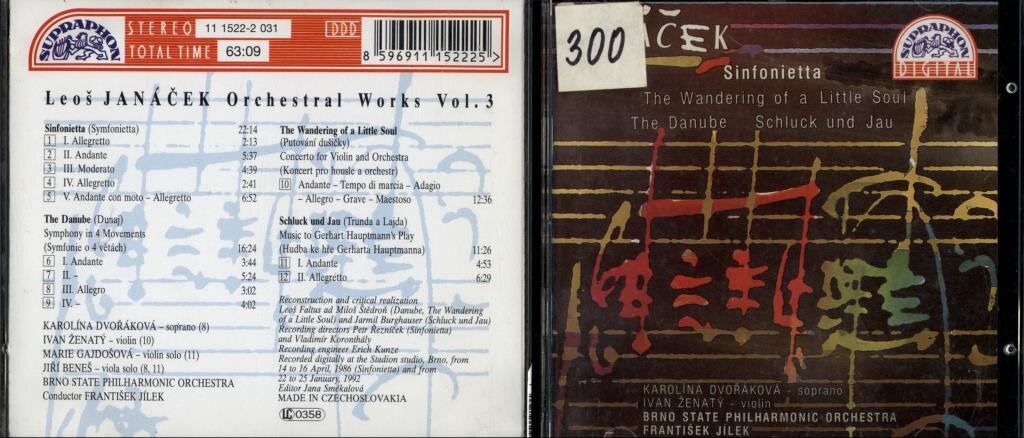 SUPRAPHON
STEREO 11 1522-2 031 DDD
TOTAL TIME 63:09
8 596911 152225 >
Leoš JANÁČEK Orchestral Works Vol. 3
Sinfonietta (Symfonietta) 22:14
1 I. Allegretto 2:13
2 II. Andante 5:37
3 III. Moderato 4:39
4 IV. Allegretto 2:41
5 V. Andante con moto – Allegretto 6:52
The Danube (Dunaj)
Symphony in 4 Movements
(Symfonie o 4 větách) 16:24
6 I. Andante 3:44
7 II. – 5:24
8 III. Allegro 3:02
9 IV. – 4:02
KAROLÍNA DVOŘÁKOVÁ – soprano (8)
IVAN ŽENATÝ – violin (10)
MARIE GAJDOŠOVÁ – violin solo (11)
JIŘÍ BENEŠ – viola solo (8, 11)
BRNO STATE PHILHARMONIC ORCHESTRA
Conductor FRANTIŠEK JÍLEK
The Wandering of a Little Soul
(Putování dušičky)
Concerto for Violin and Orchestra
(Koncert pro housle a orchestr)
10 Andante – Tempo di marcia – Adagio
– Allegro – Grave – Maestoso 12:36
Schluck und Jau (Trunda a Lajda)
Music to Gerhart Hauptmann's Play
(Hudba ke hře Gerharta Hauptmanna) 11:26
11 I. Andante 4:53
12 II. Allegretto 6:29
Reconstruction and critical realization
Leoš Faltus ad Miloš Štědroň (Danube, The Wandering
of a Little Soul) and Jarmil Burghauser (Schluck und Jau)
Recording directors Petr Řezníček (Sinfonietta)
and Vladimír Koronthály
Recording engineer Erich Kunze
Recorded digitally at the Stadion studio, Brno, from
14 to 16 April, 1986 (Sinfonietta) and from
22 to 25 January, 1992
Editor Jana Smékalová
MADE IN CZECHOSLOVAKIA
LC 0358
300
ÁČEK
SUPRAPHON
DIGITAL
Sinfonietta
The Wandering of a Little Soul
The Danube Schluck und Jau
KAROLÍNA DVOŘÁKOVÁ – soprano
IVAN ŽENATÝ – violin
BRNO STATE PHILHARMONIC ORCHESTRA
FRANTIŠEK JÍLEK